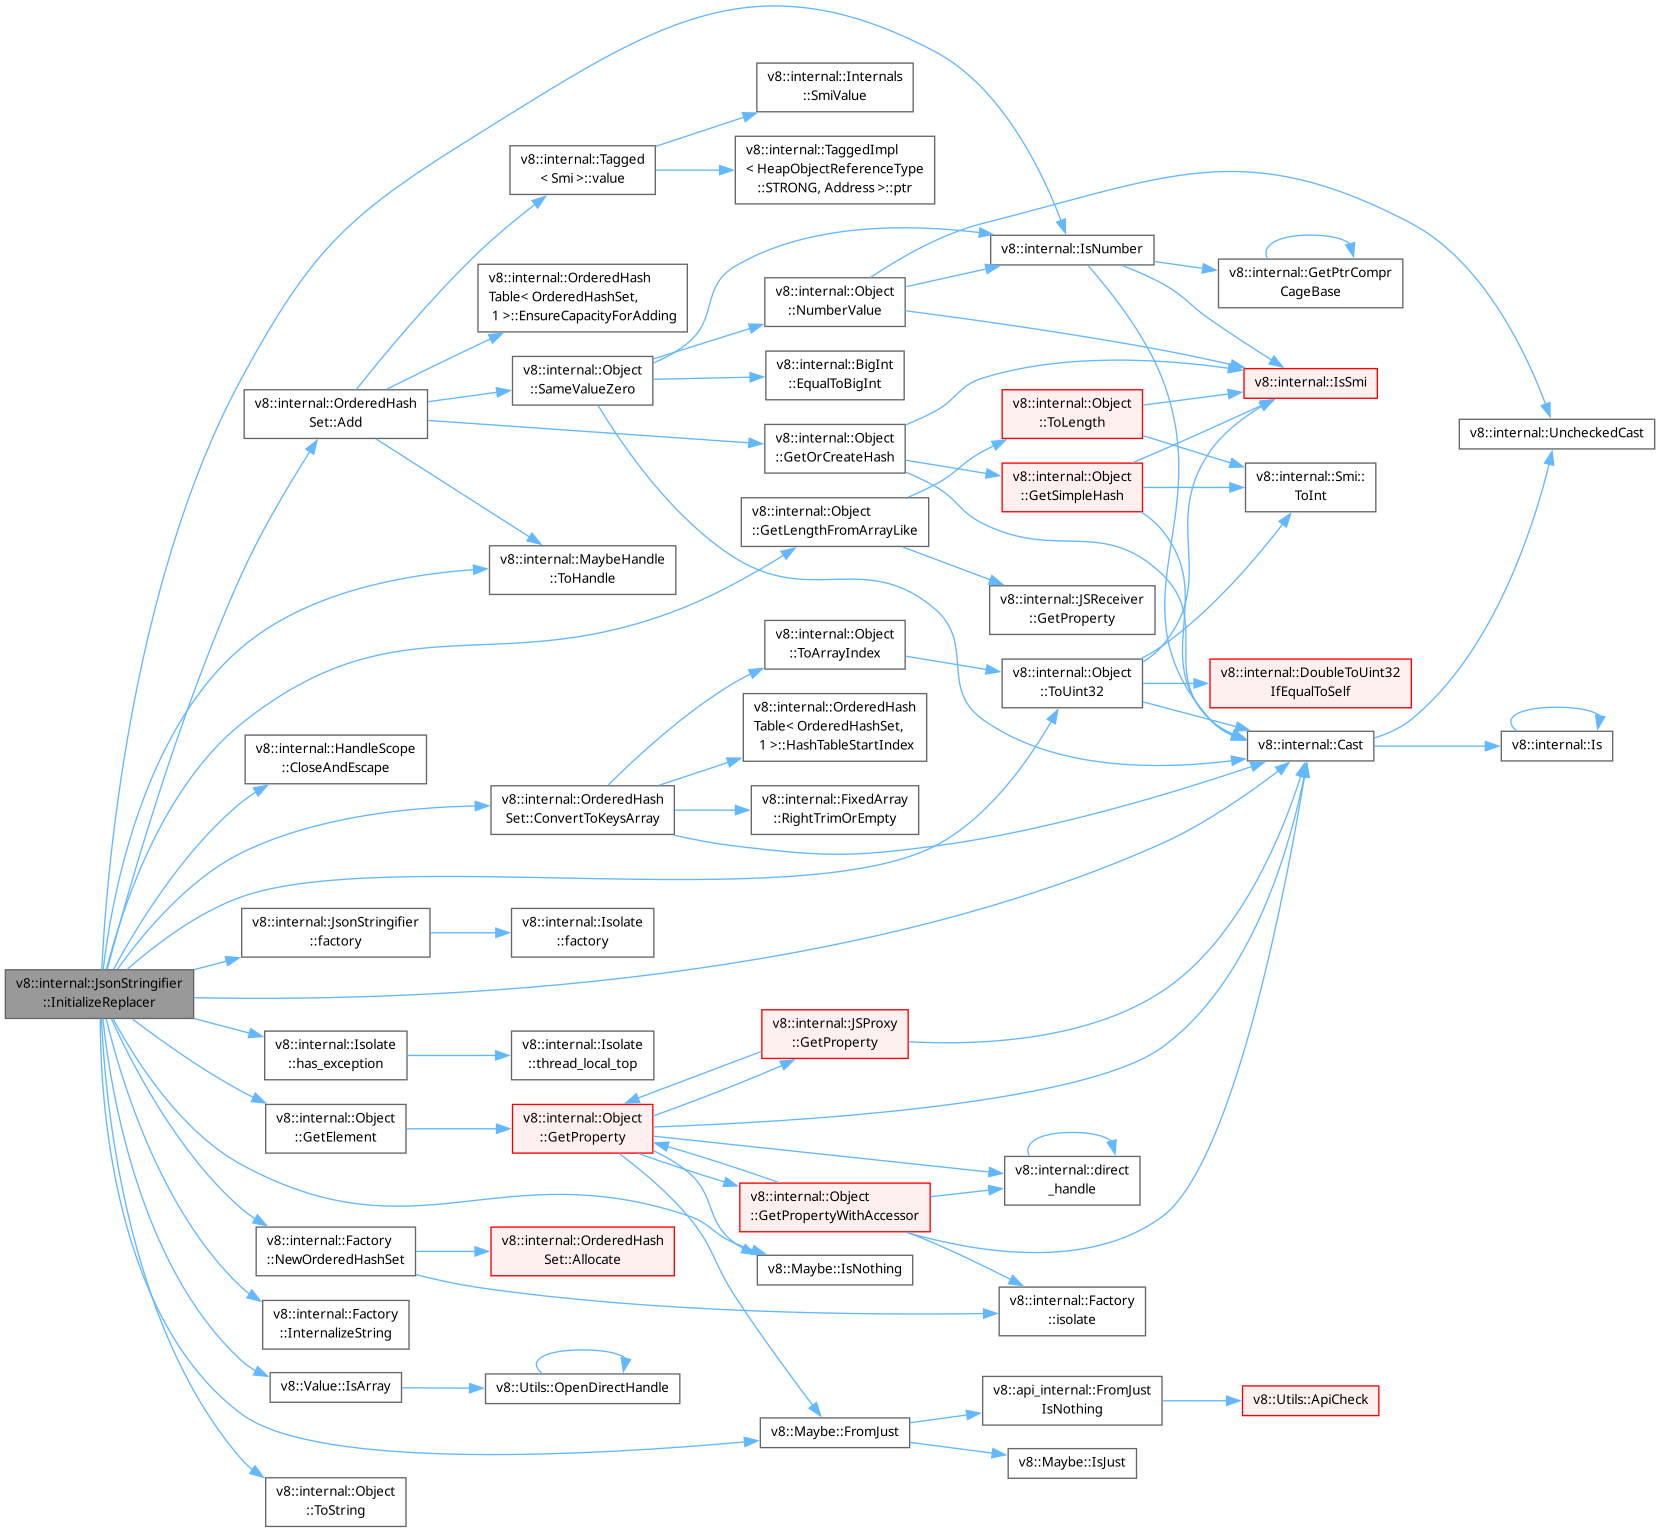 v8::internal::Internals
::SmiValue
v8::internal::Tagged
< Smi >::value
v8::internal::TaggedImpl
< HeapObjectReferenceType
::STRONG, Address >::ptr
v8::internal::IsNumber
v8::internal::GetPtrCompr
CageBase
v8::internal::OrderedHash
Table< OrderedHashSet,
1 >::EnsureCapacityForAdding
v8::internal::Object
::NumberValue
v8::internal::Object
::SameValueZero
v8::internal::BigInt
::EqualToBigInt
v8::internal::IsSmi
v8::internal::OrderedHash
Set::Add
v8::internal::Object
::ToLength
v8::internal::UncheckedCast
v8::internal::Object
::GetOrCreateHash
v8::internal::Object
::GetSimpleHash
v8::internal::Smi::
ToInt
v8::internal::Object
::GetLengthFromArrayLike
v8::internal::MaybeHandle
::ToHandle
v8::internal::JSReceiver
::GetProperty
v8::internal::Object
::ToArrayIndex
v8::internal::Object
::ToUint32
v8::internal::DoubleToUint32
IfEqualToSelf
v8::internal::OrderedHash
Table< OrderedHashSet,
1 >::HashTableStartIndex
v8::internal::HandleScope
::CloseAndEscape
v8::internal::Cast
v8::internal::Is
v8::internal::OrderedHash
Set::ConvertToKeysArray
v8::internal::FixedArray
::RightTrimOrEmpty
v8::internal::JsonStringifier
::factory
v8::internal::Isolate
::factory
v8::internal::JsonStringifier
::InitializeReplacer
v8::internal::Isolate
::has_exception
v8::internal::Isolate
::thread_local_top
v8::internal::JSProxy
::GetProperty
v8::internal::Object
::GetElement
v8::internal::Object
::GetProperty
v8::internal::direct
_handle
v8::internal::Object
::GetPropertyWithAccessor
v8::internal::Factory
::NewOrderedHashSet
v8::internal::OrderedHash
Set::Allocate
v8::Maybe::IsNothing
v8::internal::Factory
::isolate
v8::internal::Factory
::InternalizeString
v8::Value::IsArray
v8::Utils::OpenDirectHandle
v8::api_internal::FromJust
IsNothing
v8::Utils::ApiCheck
v8::Maybe::FromJust
v8::Maybe::IsJust
v8::internal::Object
::ToString